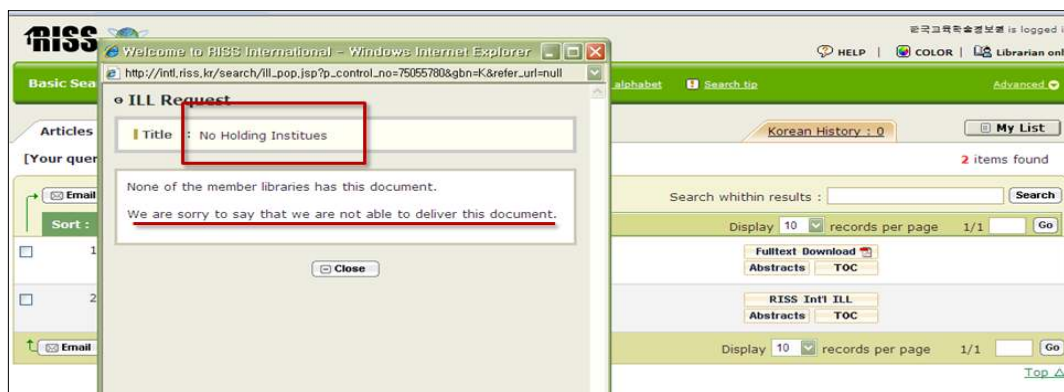 RISS
한국교육학술정보원 is logged i
HELP | COLOR | Librarian onl
Welcome to RISS International - Windows Internet Explorer
http://intl.riss.kr/search/ill_pop.jsp?p_control_no=75055780&gbn=K&refer_url=null
Basic Sea
alphabet Search tip Advanced
ILL Request
Title : No Holding Institues
Articles
Korean History : 0 My List
[Your quer
2 items found
None of the member libraries has this document.
We are sorry to say that we are not able to deliver this document.
Close
Email
Search whithin results : Search
Sort :
Display 10 records per page 1/1 Go
1
Fulltext Download
Abstracts TOC
2
RISS Int'l ILL
Abstracts TOC
Email
Display 10 records per page 1/1 Go
Top